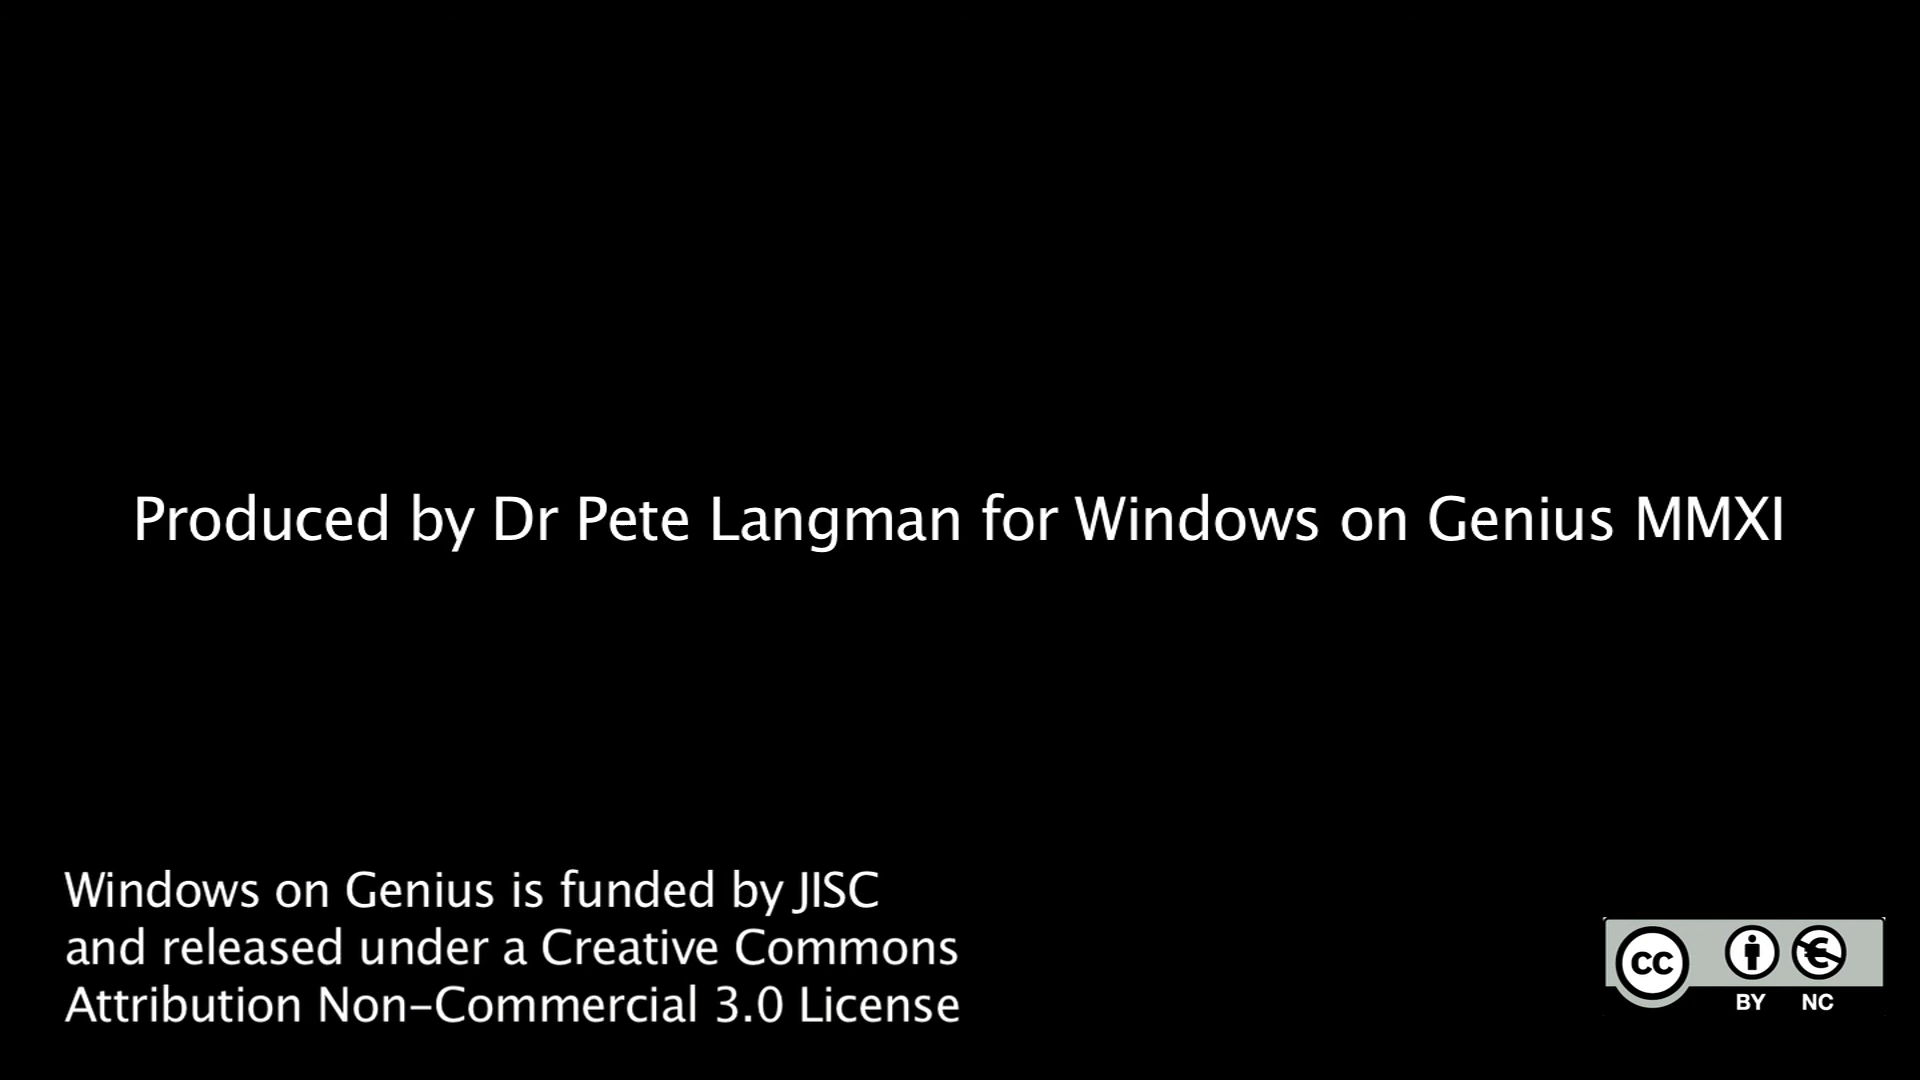 Produced by Dr Pete Langman for Windows on Genius MMXI
Windows on Genius is funded by JISC
and released under a Creative Commons
Attribution Non-Commercial 3.0 License
cc
BY NC